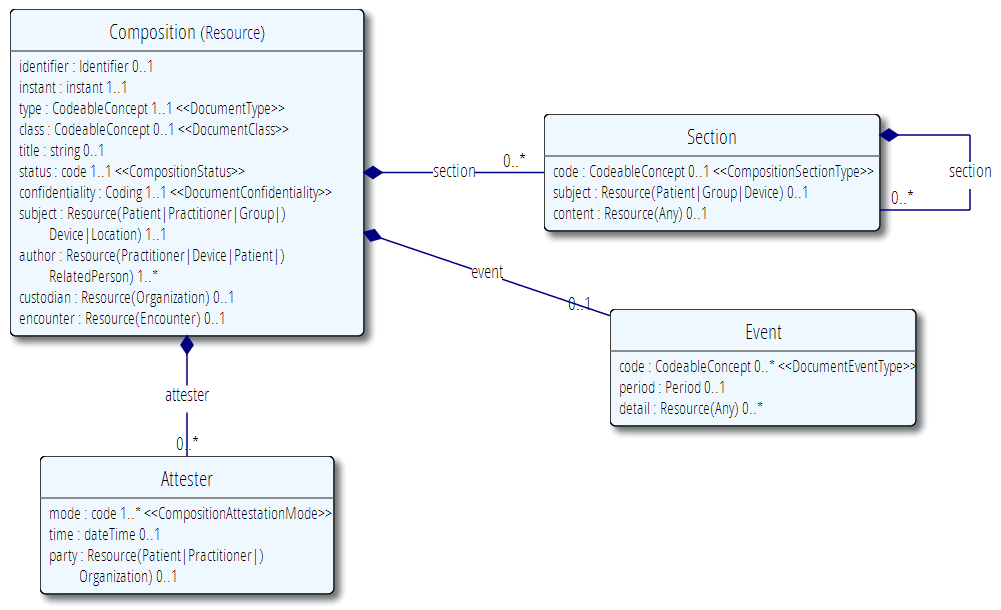 Composition (Resource)
identifier : Identifier 0..1
instant : instant 1..1
type : CodeableConcept 1..1 <<DocumentType>>
class : CodeableConcept 0..1 <<DocumentClass>>
title : string 0..1
status : code 1..1 <<CompositionStatus>>
confidentiality : Coding 1..1 <<DocumentConfidentiality>>
subject : Resource(Patient|Practitioner|Group|)
Device|Location) 1..1
author : Resource(Practitioner|Device|Patient|)
RelatedPerson) 1..*
custodian : Resource(Organization) 0..1
encounter : Resource(Encounter) 0..1
section
0..*
Section
code : CodeableConcept 0..1 <<CompositionSectionType>>
subject : Resource(Patient|Group|Device) 0..1
content : Resource(Any) 0..1
section
0..*
event
0..1
Event
code : CodeableConcept 0..* <<DocumentEventType>>
period : Period 0..1
detail : Resource(Any) 0..*
attester
0..*
Attester
mode : code 1..* <<CompositionAttestationMode>>
time : dateTime 0..1
party : Resource(Patient|Practitioner|)
Organization) 0..1